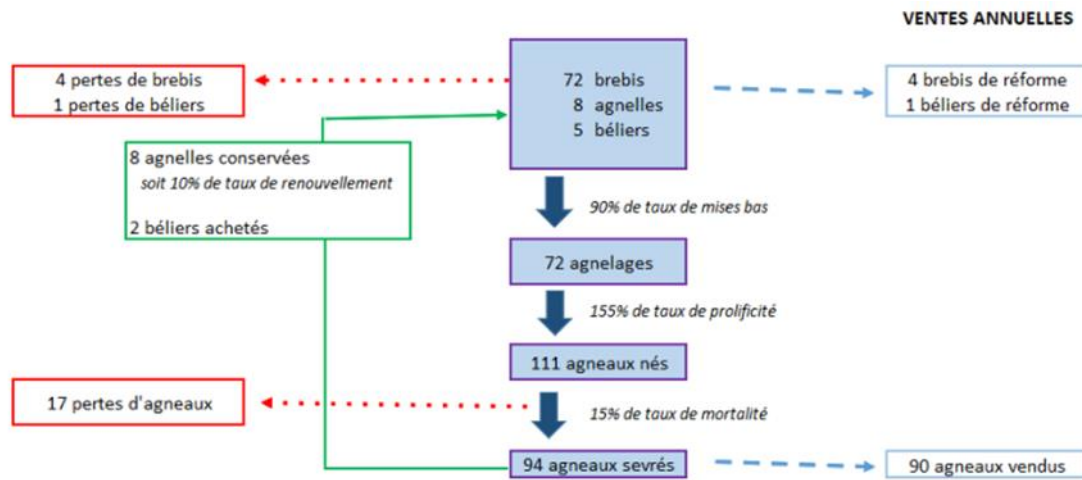 VENTES ANNUELLES
4 pertes de brebis
1 pertes de béliers
72 brebis
8 agnelles
5 béliers
4 brebis de réforme
1 béliers de réforme
8 agnelles conservées
soit 10% de taux de renouvellement
2 béliers achetés
90% de taux de mises bas
72 agnelages
155% de taux de prolificité
111 agneaux nés
17 pertes d'agneaux
15% de taux de mortalité
94 agneaux sevrés
90 agneaux vendus